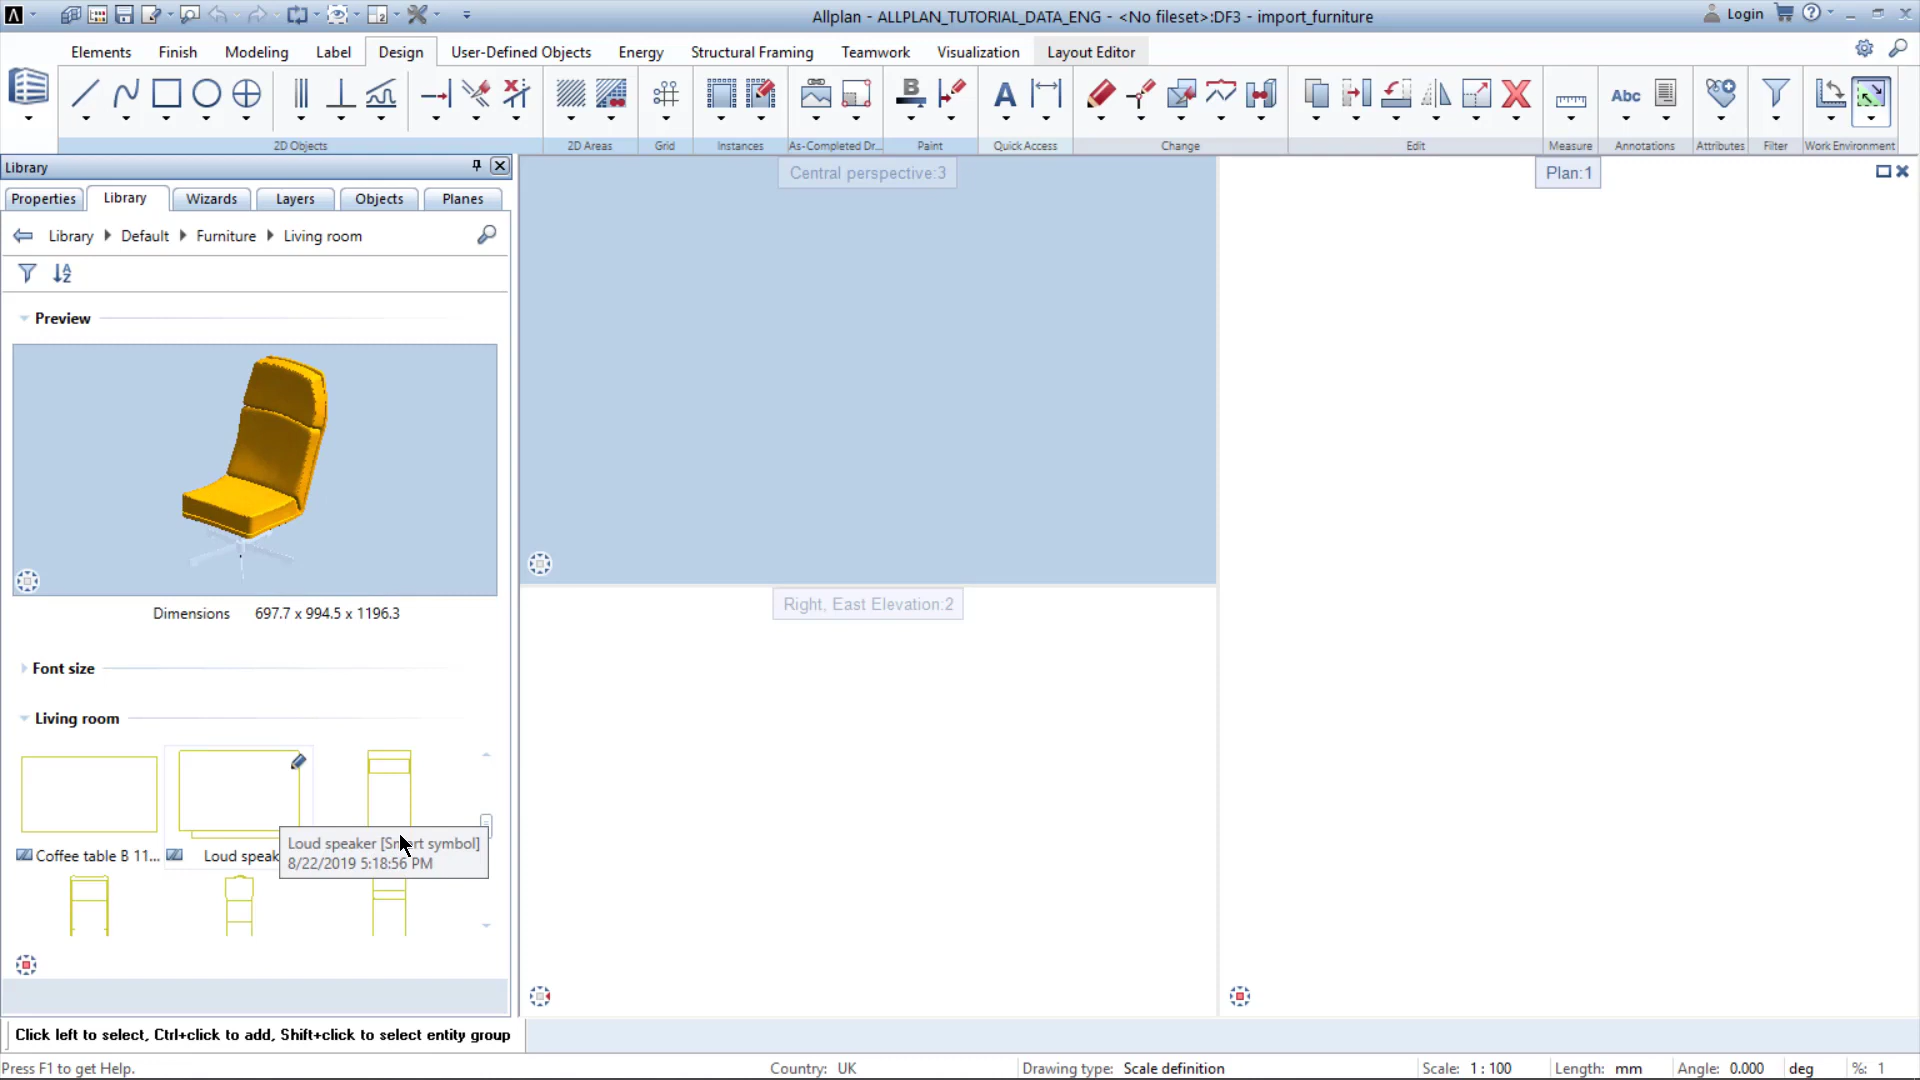 Allplan - ALLPLAN_TUTORIAL_DATA_ENG - <No fileset>:DF3 - import_furniture
Login
Elements Finish Modeling Label Design User-Defined Objects Energy Structural Framing Teamwork Visualization Layout Editor
2D Objects 2D Areas Grid Instances As-Completed Dr... Paint Quick Access Change Edit Measure Annotations Attributes Filter Work Environment
Abc
Library
Properties Library Wizards Layers Objects Planes
Library Default Furniture Living room
Preview
Dimensions 697.7 x 994.5 x 1196.3
Font size
Living room
Coffee table B 11... Loud speak
Loud speaker [Smart symbol]
8/22/2019 5:18:56 PM
Central perspective:3
Right, East Elevation:2
Plan:1
Click left to select, Ctrl+click to add, Shift+click to select entity group
Press F1 to get Help. Country: UK Drawing type: Scale definition Scale: 1 : 100 Length: mm Angle: 0.000 deg %: 1